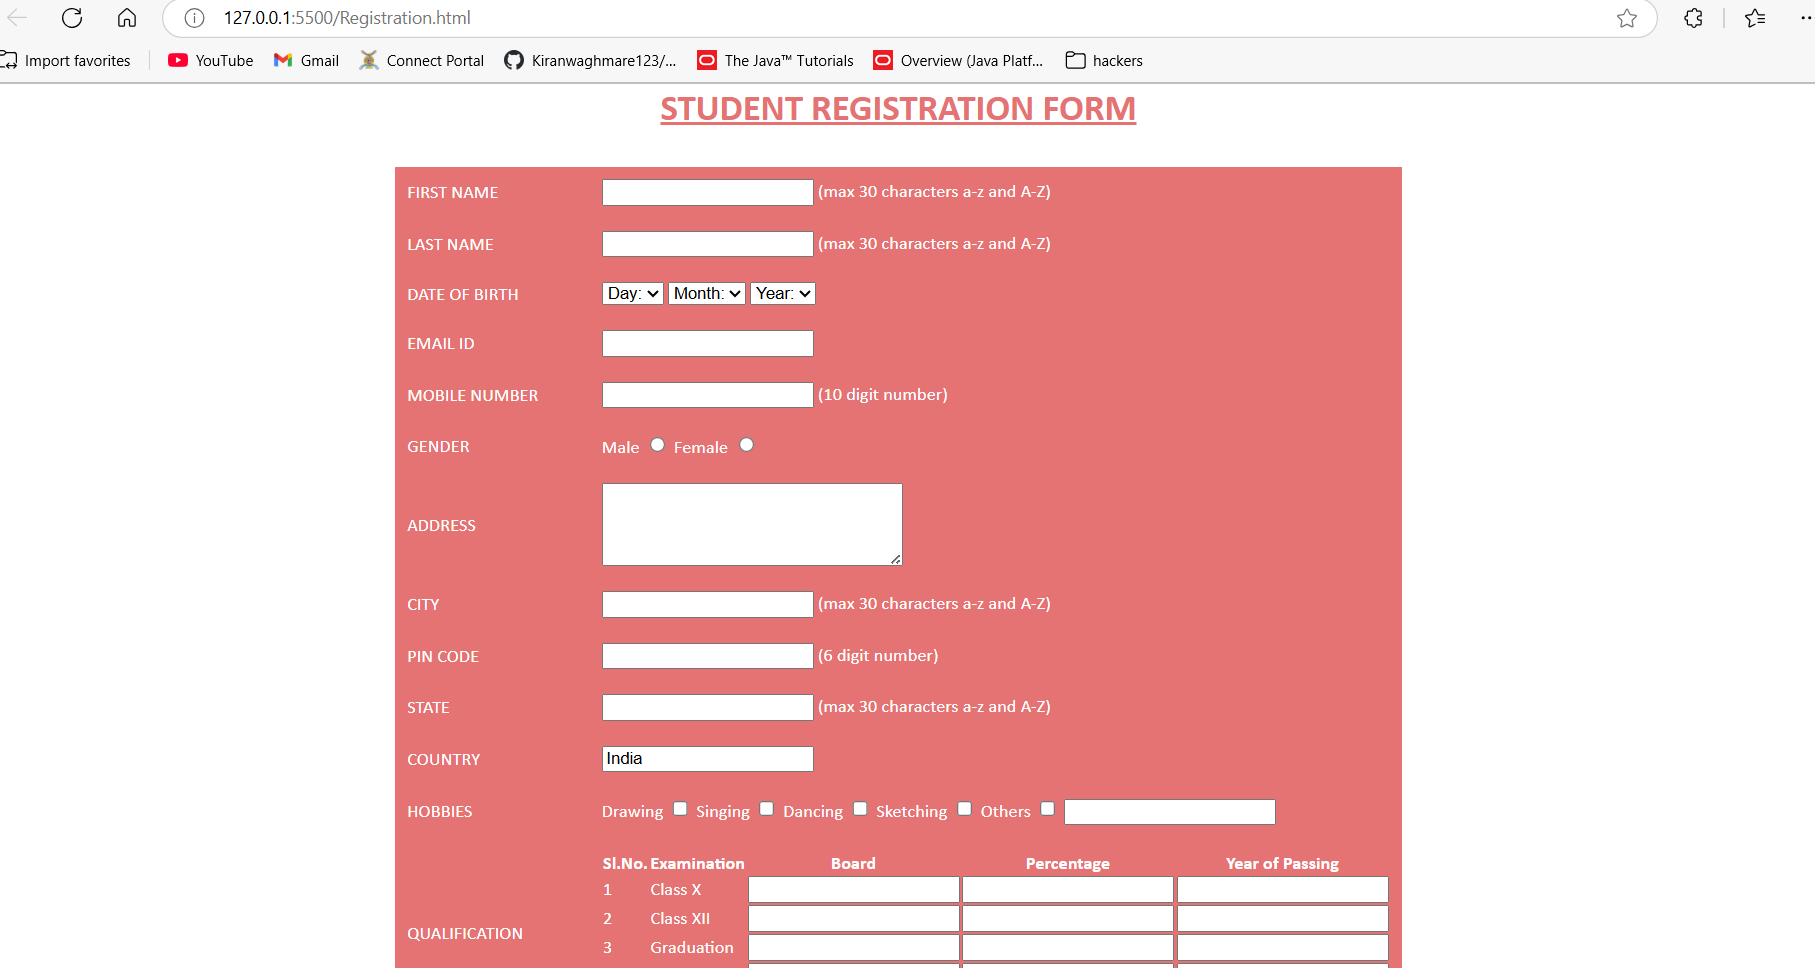 127.0.0.1:5500/Registration.html
Import favorites YouTube Gmail Connect Portal Kiranwaghmare123/... The Java™ Tutorials Overview (Java Platf... hackers
STUDENT REGISTRATION FORM
FIRST NAME (max 30 characters a-z and A-Z)
LAST NAME (max 30 characters a-z and A-Z)
DATE OF BIRTH Day: Month: Year:
EMAIL ID
MOBILE NUMBER (10 digit number)
GENDER Male Female
ADDRESS
CITY (max 30 characters a-z and A-Z)
PIN CODE (6 digit number)
STATE (max 30 characters a-z and A-Z)
COUNTRY India
HOBBIES Drawing Singing Dancing Sketching Others
Sl.No. Examination Board Percentage Year of Passing
1 Class X
2 Class XII
QUALIFICATION
3 Graduation